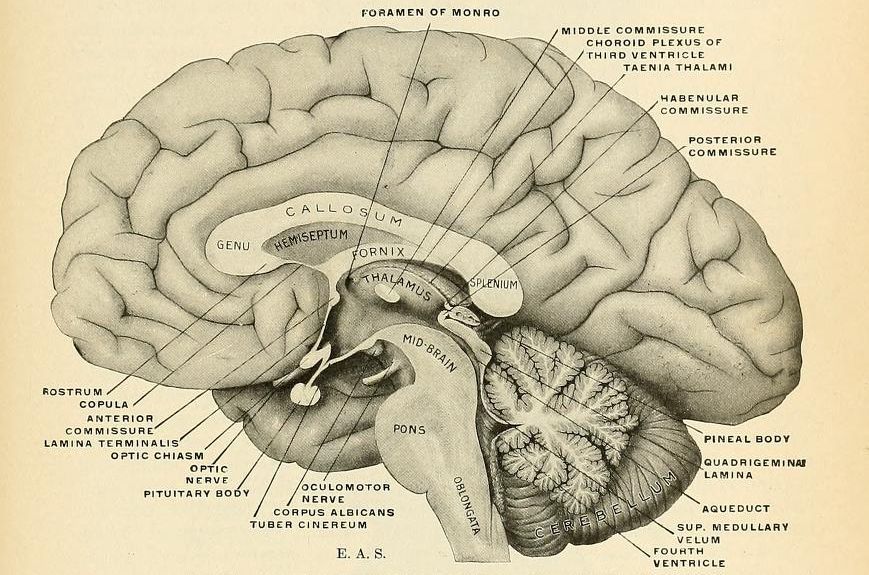 FORAMEN OF MONRO
MIDDLE COMMISSURE
CHOROID PLEXUS OF
THIRD VENTRICLE
TAENIA THALAMI
HABENULAR
COMMISSURE
POSTERIOR
COMMISSURE
CALLOSUM
GENU
HEMISEPTUM
FORNIX
THALAMUS
SPLENIUM
MID-BRAIN
PONS
OBLONGATA
CEREBELLUM
ROSTRUM
COPULA
ANTERIOR
COMMISSURE
LAMINA TERMINALIS
OPTIC CHIASM
OPTIC
NERVE
PITUITARY BODY
OCULOMOTOR
NERVE
CORPUS ALBICANS
TUBER CINEREUM
PINEAL BODY
QUADRIGEMINAL
LAMINA
AQUEDUCT
SUP. MEDULLARY
VELUM
FOURTH
VENTRICLE
E. A. S.